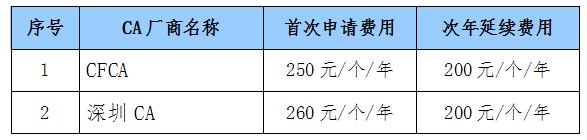 序号 CA 厂商名称 首次申请费用 次年延续费用
1 CFCA 250 元/个/年 200 元/个/年
2 深圳 CA 260 元/个/年 200 元/个/年